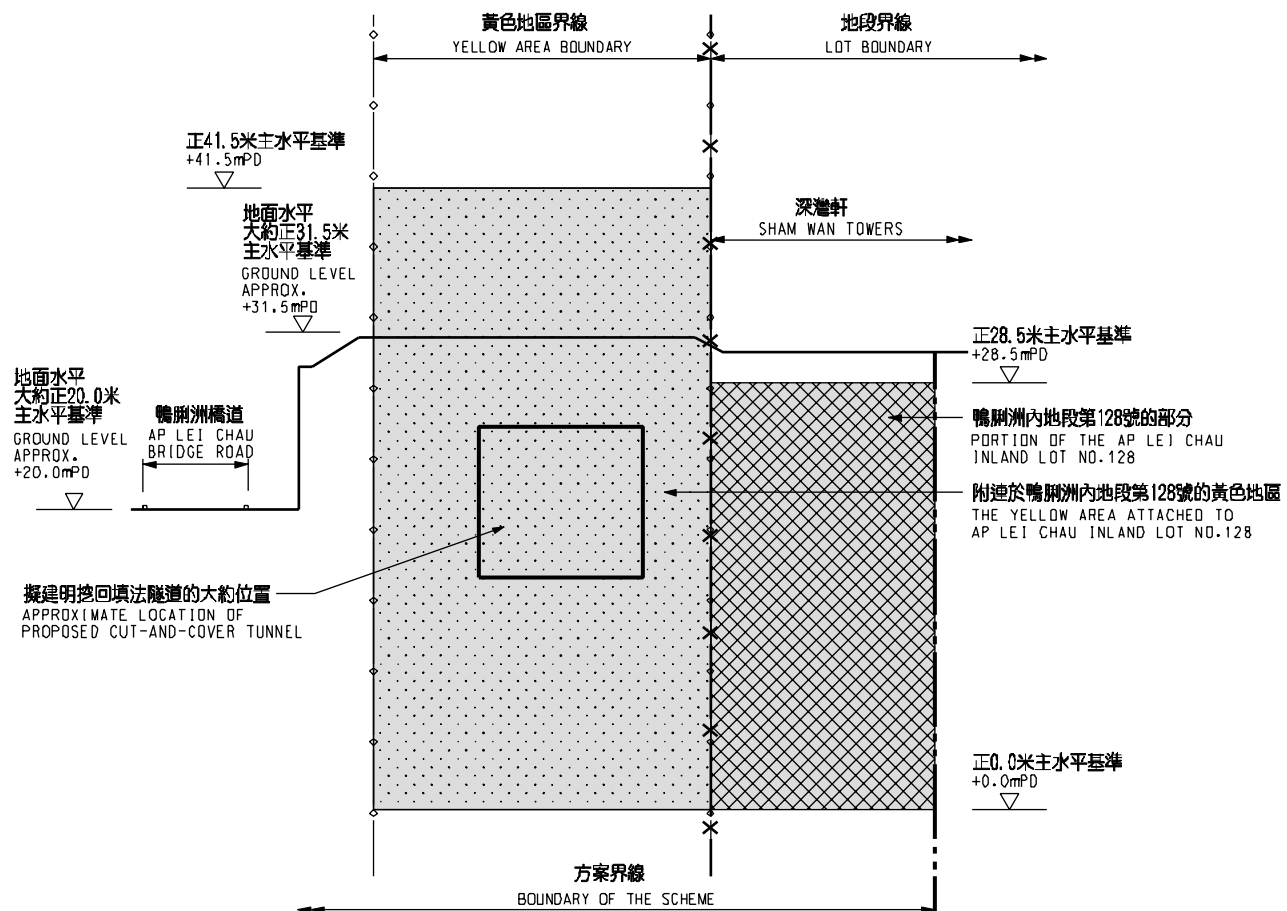 黃色地區界線
YELLOW AREA BOUNDARY
地段界線
LOT BOUNDARY
正41.5米主水平基準
+41.5mPD
地面水平
大約正31.5米
主水平基準
GROUND LEVEL
APPROX.
+31.5mPD
深灣軒
SHAM WAN TOWERS
正28.5米主水平基準
+28.5mPD
地面水平
大約正20.0米
主水平基準
GROUND LEVEL
APPROX.
+20.0mPD
鴨脷洲橋道
AP LEI CHAU
BRIDGE ROAD
鴨脷洲內地段第128號的部分
PORTION OF THE AP LEI CHAU
INLAND LOT NO.128
附連於鴨脷洲內地段第128號的黃色地區
THE YELLOW AREA ATTACHED TO
AP LEI CHAU INLAND LOT NO.128
擬建明挖回填法隧道的大約位置
APPROXIMATE LOCATION OF
PROPOSED CUT-AND-COVER TUNNEL
正0.0米主水平基準
+0.0mPD
方案界線
BOUNDARY OF THE SCHEME